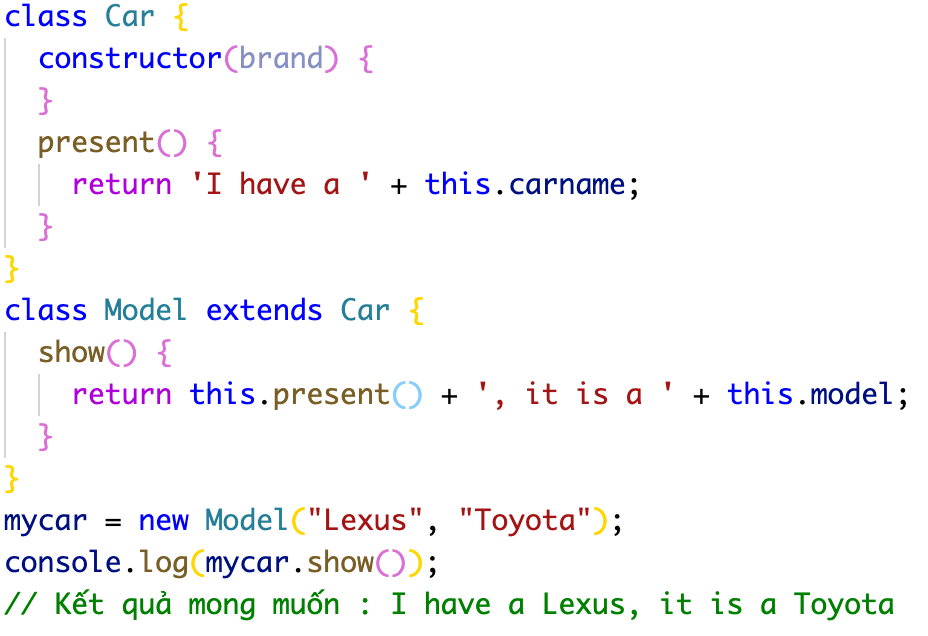 class Car {
  constructor(brand) {
  }
  present() {
    return 'I have a ' + this.carname;
  }
}
class Model extends Car {
  show() {
    return this.present() + ', it is a ' + this.model;
  }
}
mycar = new Model("Lexus", "Toyota");
console.log(mycar.show());
// Kết quả mong muốn : I have a Lexus, it is a Toyota